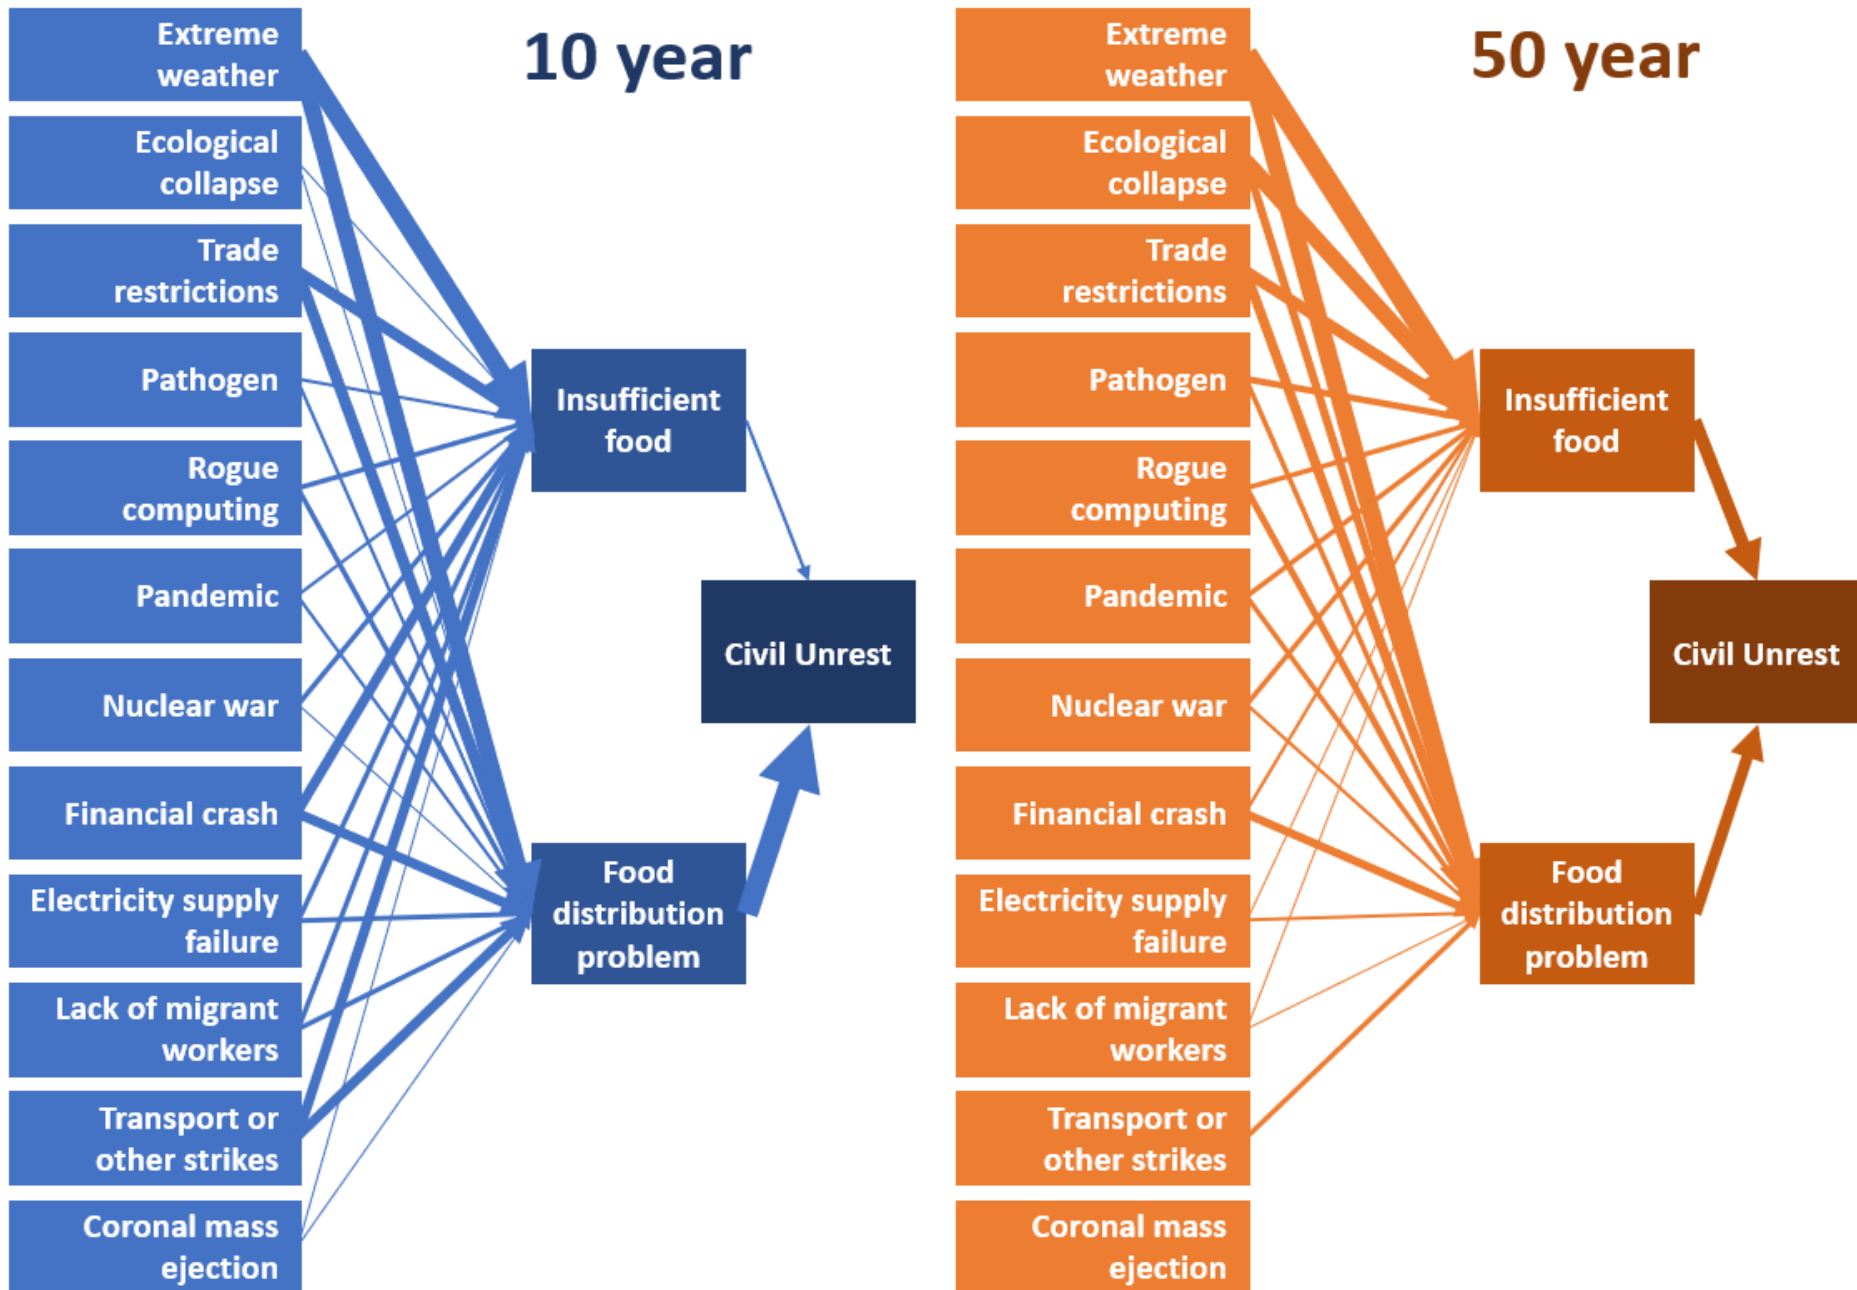 10 year
Extreme
weather
Ecological
collapse
Trade
restrictions
Pathogen
Rogue
computing
Pandemic
Nuclear war
Financial crash
Electricity supply
failure
Lack of migrant
workers
Transport or
other strikes
Coronal mass
ejection
Insufficient
food
Food
distribution
problem
Civil Unrest
50 year
Extreme
weather
Ecological
collapse
Trade
restrictions
Pathogen
Rogue
computing
Pandemic
Nuclear war
Financial crash
Electricity supply
failure
Lack of migrant
workers
Transport or
other strikes
Coronal mass
ejection
Insufficient
food
Food
distribution
problem
Civil Unrest